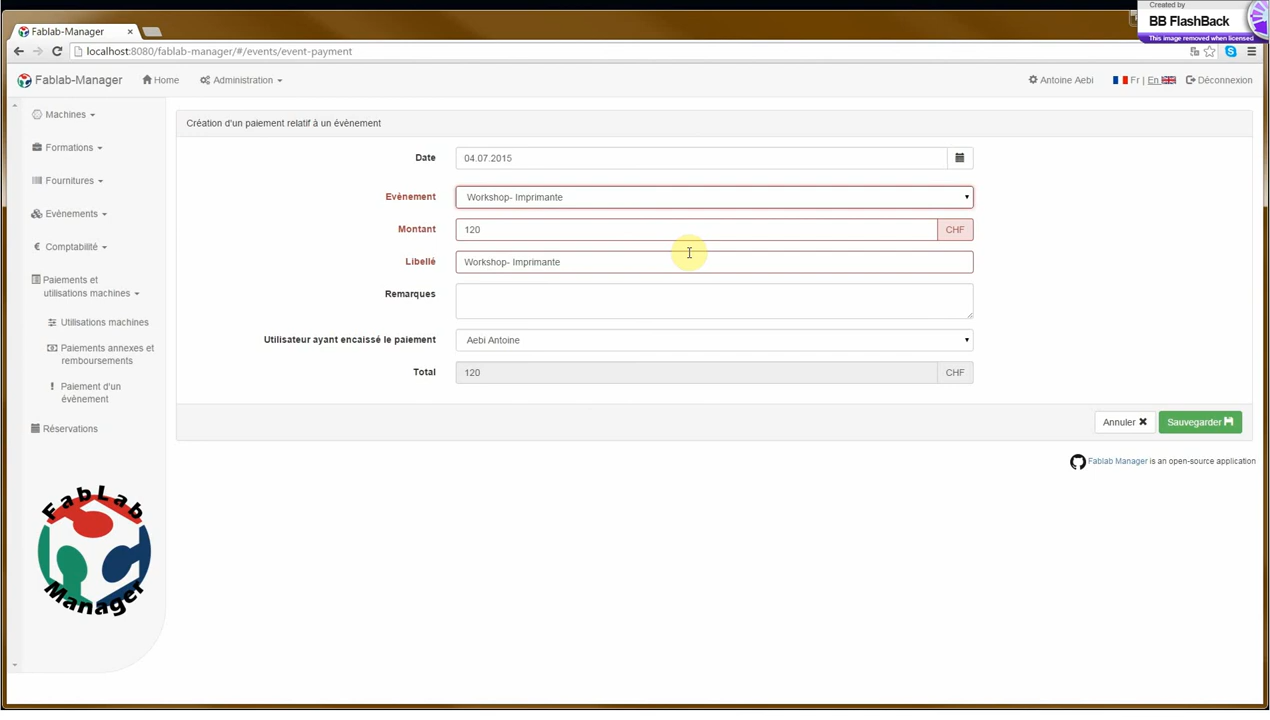 Created by
BB FlashBack
This image removed when licensed
Fablab-Manager ×
localhost:8080/fablab-manager/#/events/event-payment
Fablab-Manager Home Administration Antoine Aebi Fr | En Déconnexion
Machines
Formations
Fournitures
Evénements
€ Comptabilité
Paiements et
utilisations machines
Utilisations machines
Paiements annexes et
remboursements
! Paiement d'un
évènement
Réservations
FabLab
Manager
Création d'un paiement relatif à un évènement
Date 04.07.2015
Evènement Workshop- Imprimante
Montant 120 CHF
Libellé Workshop- Imprimante
Remarques
Utilisateur ayant encaissé le paiement Aebi Antoine
Total 120 CHF
Annuler ✖ Sauvegarder
Fablab Manager is an open-source application